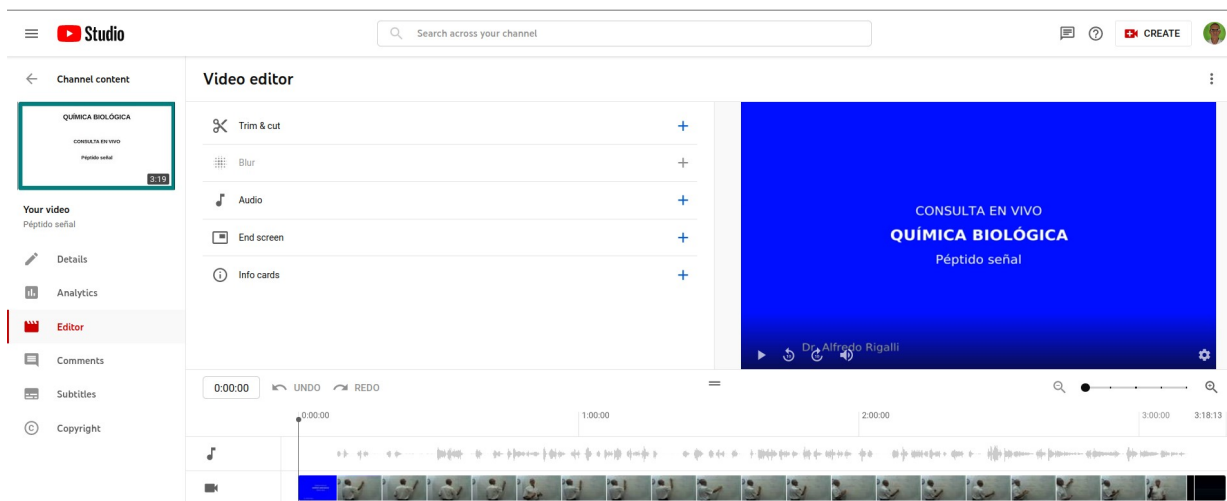 Studio
Search across your channel
CREATE
Channel content
QUÍMICA BIOLÓGICA
CONSULTA EN VIVO
Péptido señal
3:19
Your video
Péptido señal
Details
Analytics
Editor
Comments
Subtitles
Copyright
Video editor
Trim & cut
Blur
Audio
End screen
Info cards
CONSULTA EN VIVO
QUÍMICA BIOLÓGICA
Péptido señal
Dr. Alfredo Rigalli
0:00:00 UNDO REDO
0:00:00 1:00:00 2:00:00 3:00:00 3:18:13